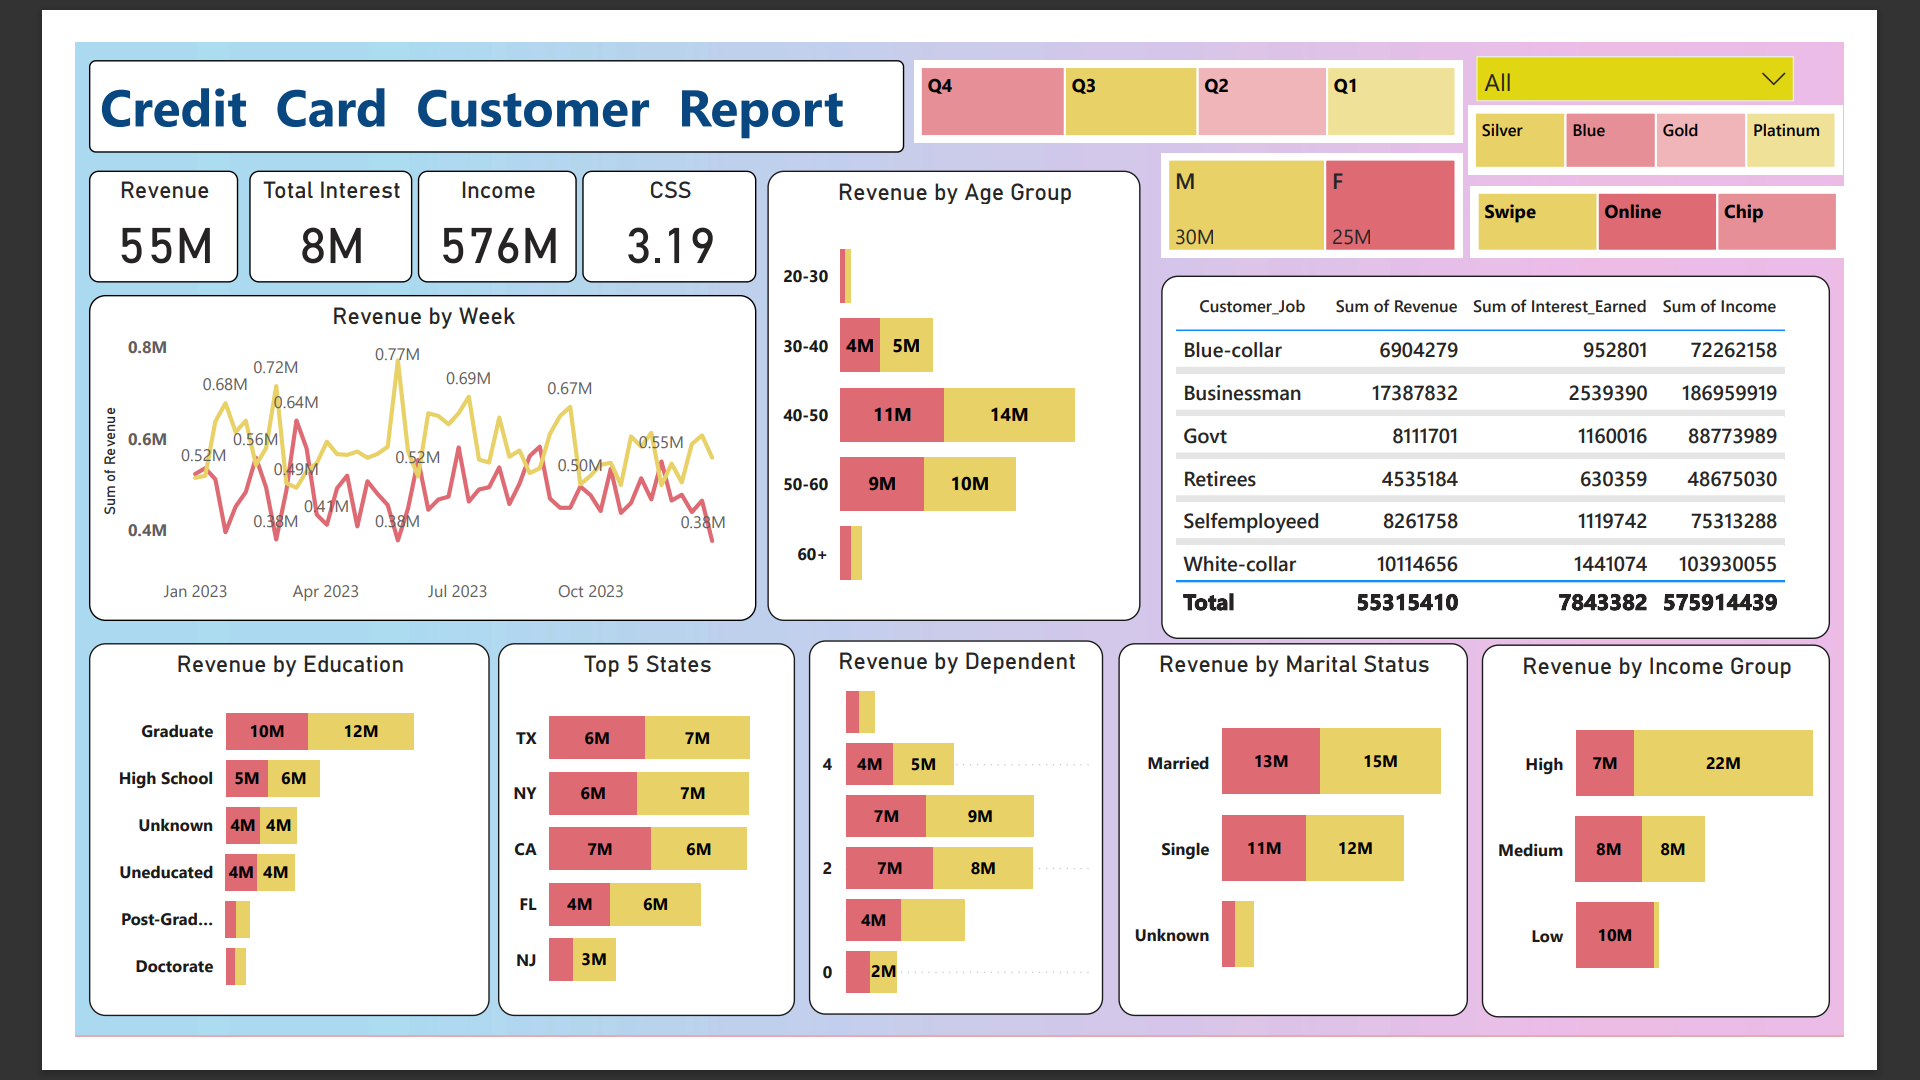 Credit Card Customer Report
Q4
Q3
Q2
Q1
All
Silver
Blue
Gold
Platinum
M
30M
F
25M
Swipe
Online
Chip
Revenue
55M
Total Interest
8M
Income
576M
CSS
3.19
Revenue by Week
Sum of Revenue
0.8M
0.6M
0.4M
0.52M
0.68M
0.56M
0.72M
0.38M
0.64M
0.49M
0.41M
0.77M
0.38M
0.52M
0.69M
0.67M
0.50M
0.55M
0.38M
Jan 2023
Apr 2023
Jul 2023
Oct 2023
Revenue by Age Group
20-30
30-40 4M 5M
40-50 11M 14M
50-60 9M 10M
60+
Customer_Job Sum of Revenue Sum of Interest_Earned Sum of Income
Blue-collar 6904279 952801 72262158
Businessman 17387832 2539390 186959919
Govt 8111701 1160016 88773989
Retirees 4535184 630359 48675030
Selfemployeed 8261758 1119742 75313288
White-collar 10114656 1441074 103930055
Total 55315410 7843382 575914439
Revenue by Education
Graduate 10M 12M
High School 5M 6M
Unknown 4M 4M
Uneducated 4M 4M
Post-Grad...
Doctorate
Top 5 States
TX 6M 7M
NY 6M 7M
CA 7M 6M
FL 4M 6M
NJ 3M
Revenue by Dependent
4 4M 5M
7M 9M
2 7M 8M
4M
0 2M
Revenue by Marital Status
Married 13M 15M
Single 11M 12M
Unknown
Revenue by Income Group
High 7M 22M
Medium 8M 8M
Low 10M